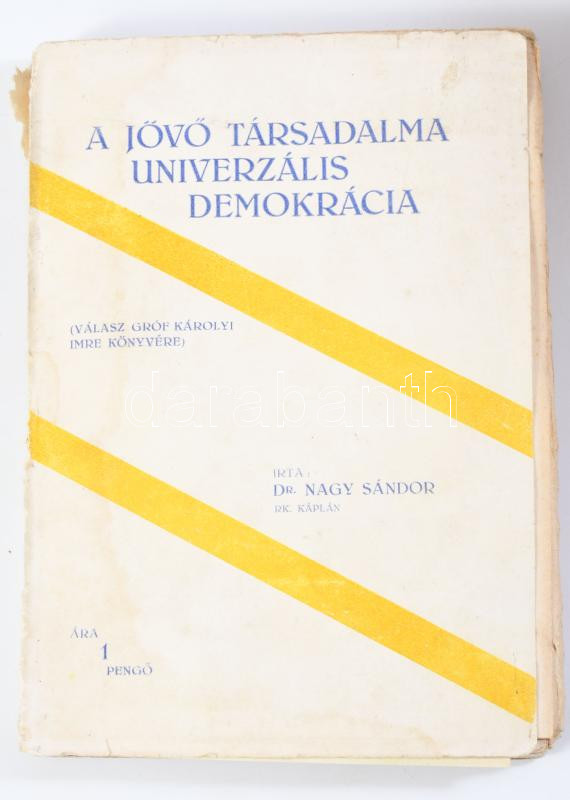 A JÖVŐ TÁRSADALMA
UNIVERZÁLIS
DEMOKRÁCIA
(VÁLASZ GRÓF KÁROLYI
IMRE KÖNYVÉRE)
darabanth
IRTA:
DR. NAGY SÁNDOR
RK. KÁPLÁN
ÁRA
1
PENGŐ